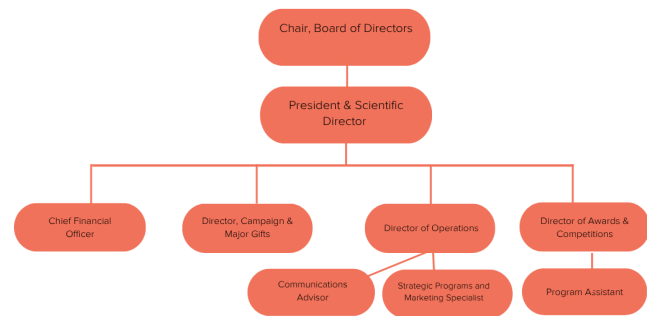 Chair, Board of Directors
President & Scientific
Director
Chief Financial
Officer
Director, Campaign &
Major Gifts
Director of Operations
Director of Awards &
Competitions
Communications
Advisor
Strategic Programs and
Marketing Specialist
Program Assistant